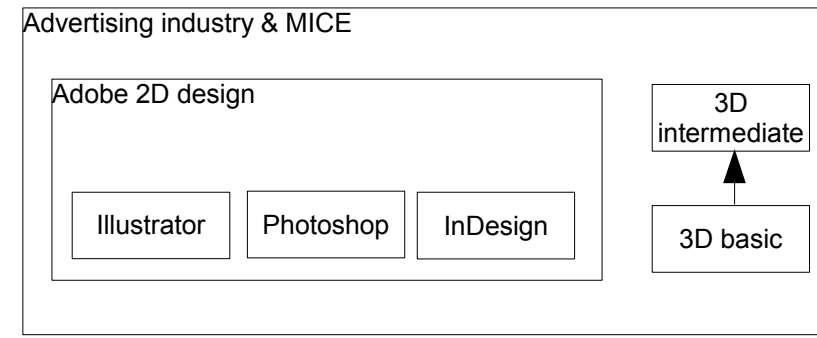 Advertising industry & MICE
Adobe 2D design
3D
intermediate
Illustrator
Photoshop
InDesign
3D basic